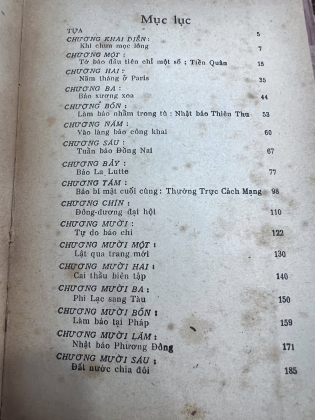 Mục lục
TỰA 5
CHƯƠNG KHAI DIỄN:
Khi chưa mọc lông 7
CHƯƠNG MỘT:
Tờ báo đầu tiên chỉ một số; Tiền Quân 15
CHƯƠNG HAI:
Năm tháng ở Paris 35
CHƯƠNG BA:
Bán xương xoa 44
CHƯƠNG BỐN:
Làm báo nhằm trong tù: Nhật báo Thiên Thu 53
CHƯƠNG NĂM:
Vào làng báo công khai 60
CHƯƠNG SÁU:
Tuần báo Đồng Nai 67
CHƯƠNG BẢY:
Báo La Lutte 77
CHƯƠNG TÁM:
Báo bí mật cuối cùng: Thường Trực Cách Mạng 98
CHƯƠNG CHÍN:
Đông-dương đại hội 110
CHƯƠNG MƯỜI:
Tự do báo chí 122
CHƯƠNG MƯỜI MỘT:
Lật qua trang mới 130
CHƯƠNG MƯỜI HAI:
Cai thầu biên tập 140
CHƯƠNG MƯỜI BA:
Phi Lạc sang Tàu 150
CHƯƠNG MƯỜI BỐN:
Làm báo tại Pháp 159
CHƯƠNG MƯỜI LĂM:
Nhật báo Phương Đông 171
CHƯƠNG MƯỜI SÁU:
Đất nước chia đôi 185